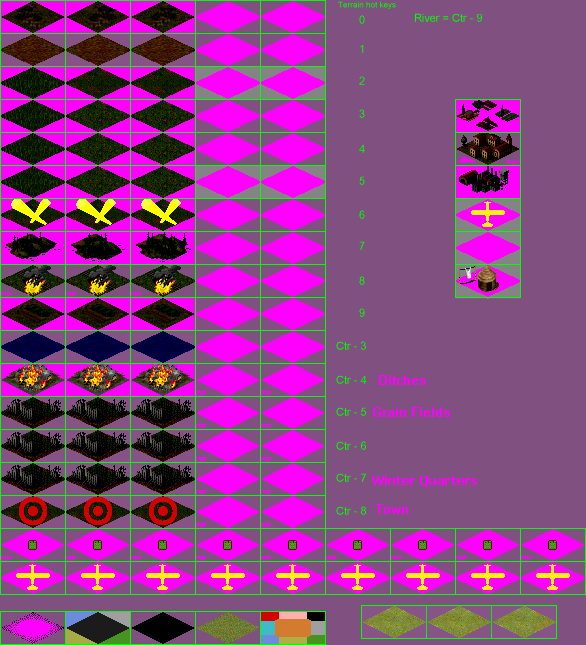 Terrain hot keys
0
River = Ctr - 9
1
2
3
4
5
6
7
8
9
Ctr - 3
Ctr - 4 Ditches
Ctr - 5 Grain Fields
Ctr - 6
Ctr - 7 Winter Quarters
Ctr - 8 Town